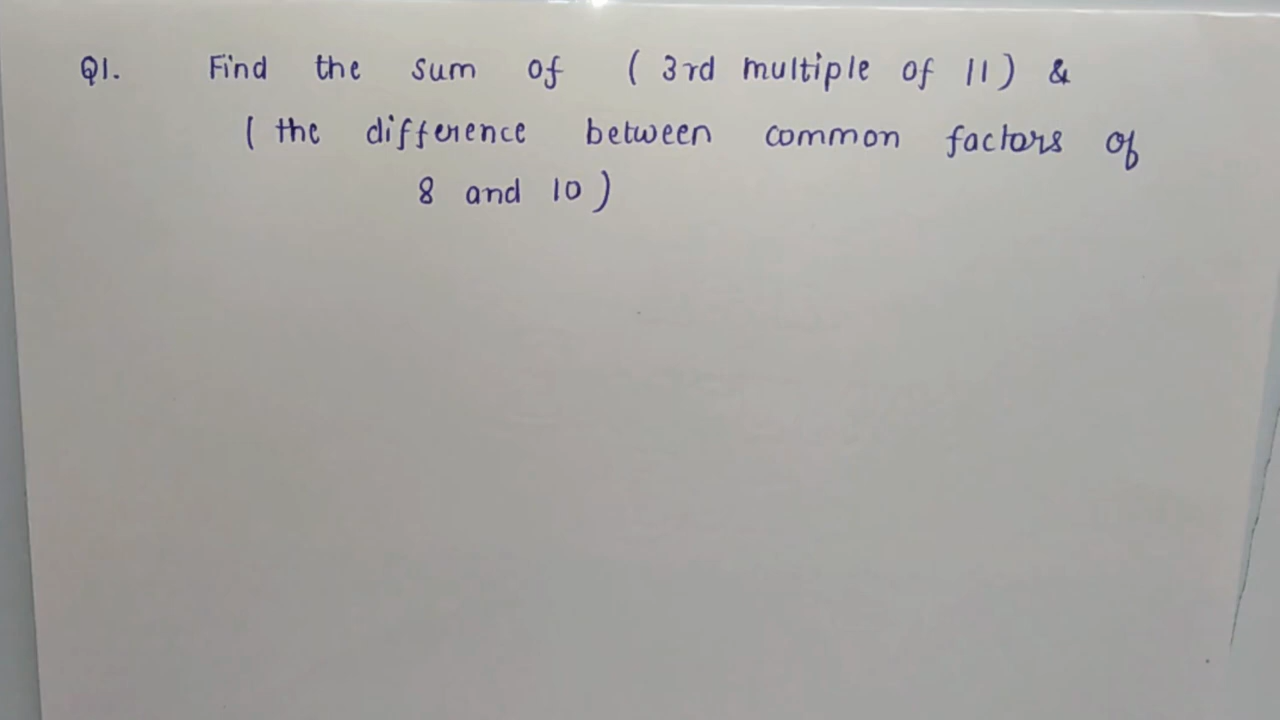 Q1. Find the sum of ( 3rd multiple of 11 ) &
( the difference between common factors of
8 and 10 )